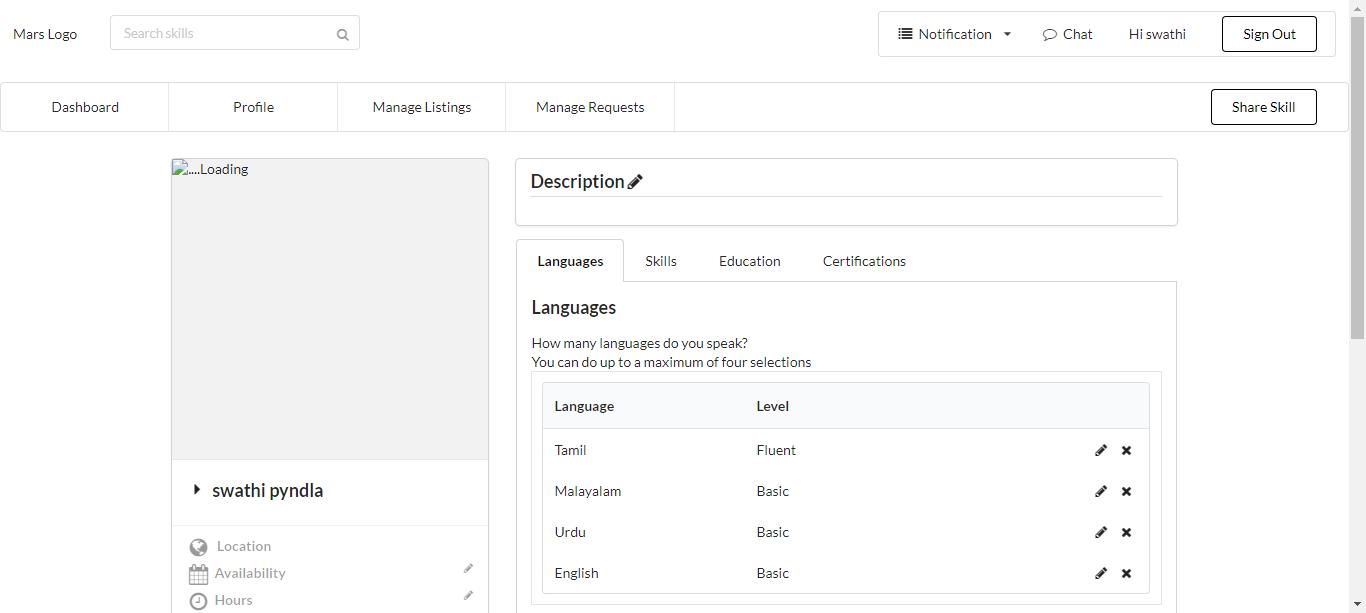 Mars Logo
Search skills
Notification
Chat
Hi swathi
Sign Out
Dashboard
Profile
Manage Listings
Manage Requests
Share Skill
....Loading
swathi pyndla
Location
Availability
Hours
Description
Languages Skills Education Certifications
Languages
How many languages do you speak?
You can do up to a maximum of four selections
Language Level
Tamil Fluent
Malayalam Basic
Urdu Basic
English Basic